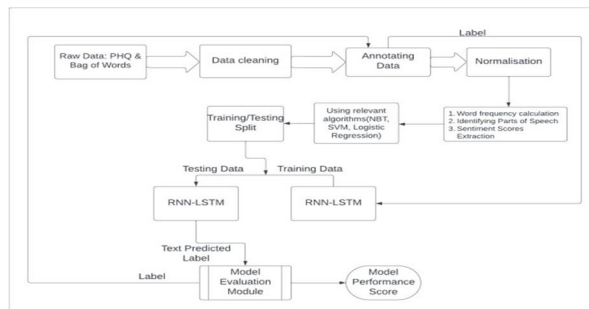 Label
Raw Data: PHQ &
Bag of Words
Data cleaning
Annotating
Data
Normalisation
Training/Testing
Split
Using relevant
algorithms(NBT,
SVM, Logistic
Regression)
1. Word frequency calculation
2. Identifying Parts of Speech
3. Sentiment Scores
Extraction
Testing Data
Training Data
RNN-LSTM
RNN-LSTM
Text Predicted
Label
Label
Model
Evaluation
Module
Model
Performance
Score